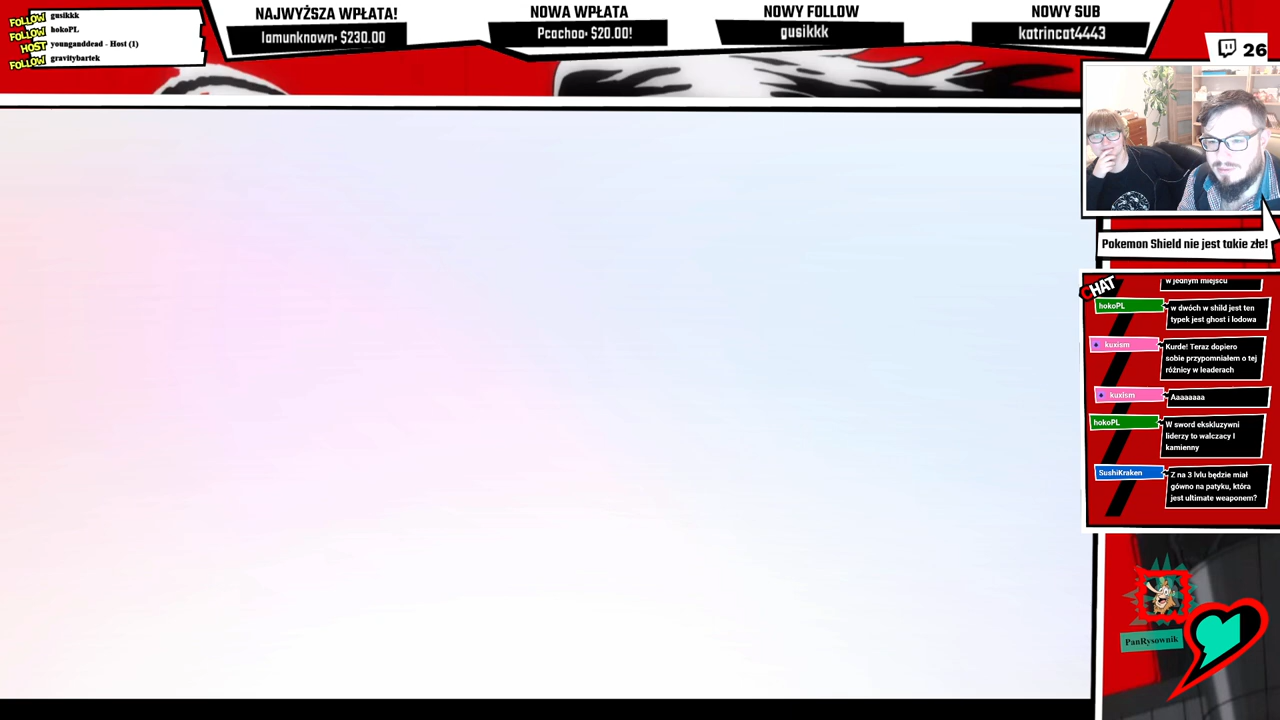 FOLLOW gusikkk
FOLLOW hokoPL
HOST younganddead - Host (1)
FOLLOW gravitybartek
NAJWYŻSZA WPŁATA!
Iamunknown• $230.00
NOWA WPŁATA
Pcachoo• $20.00!
NOWY FOLLOW
gusikkk
NOWY SUB
katrincat4443
26
Pokemon Shield nie jest takie złe!
CHAT
w jednym miejscu
hokoPL
w dwóch w shild jest ten
typek jest ghost i lodowa
kuxism
Kurde! Teraz dopiero
sobie przypomniałem o tej
różnicy w leaderach
kuxism
Aaaaaaaa
hokoPL
W sword ekskluzywni
liderzy to walczacy I
kamienny
SushiKraken
Z na 3 lvlu będzie miał
gówno na patyku, która
jest ultimate weaponem?
PanRysownik